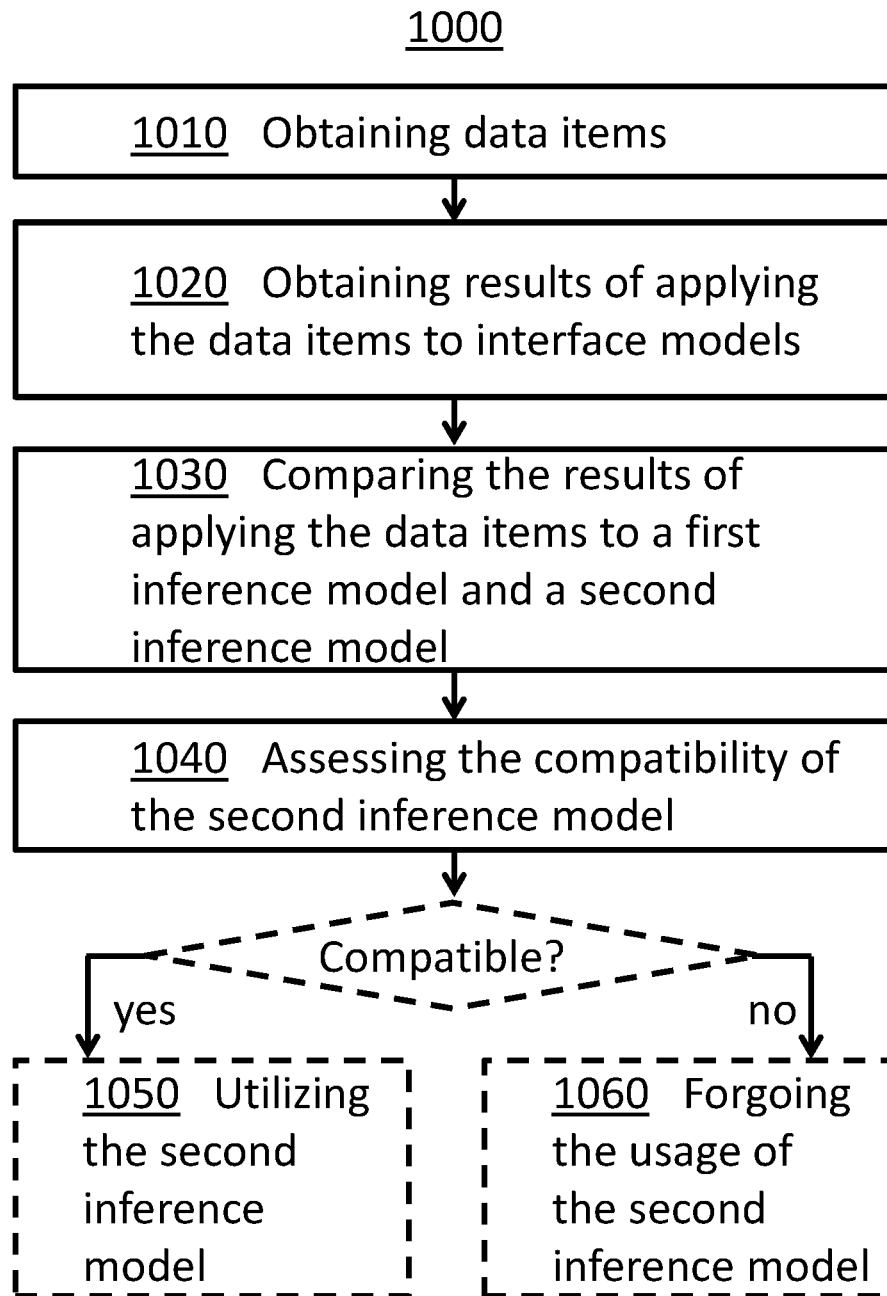 1000
1010 Obtaining data items
1020 Obtaining results of applying
the data items to interface models
1030 Comparing the results of
applying the data items to a first
inference model and a second
inference model
1040 Assessing the compatibility of
the second inference model
Compatible?
yes
no
1050 Utilizing
the second
inference
model
1060 Forgoing
the usage of
the second
inference model